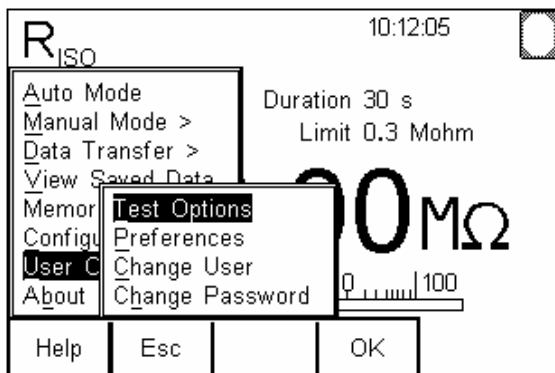 RISO
10:12:05
Auto Mode
Manual Mode >
Data Transfer >
View Saved Data
Memor
Configu
User C
About
Test Options
Preferences
Change User
Change Password
Duration 30 s
Limit 0.3 Mohm
MΩ
0
100
Help
Esc
OK